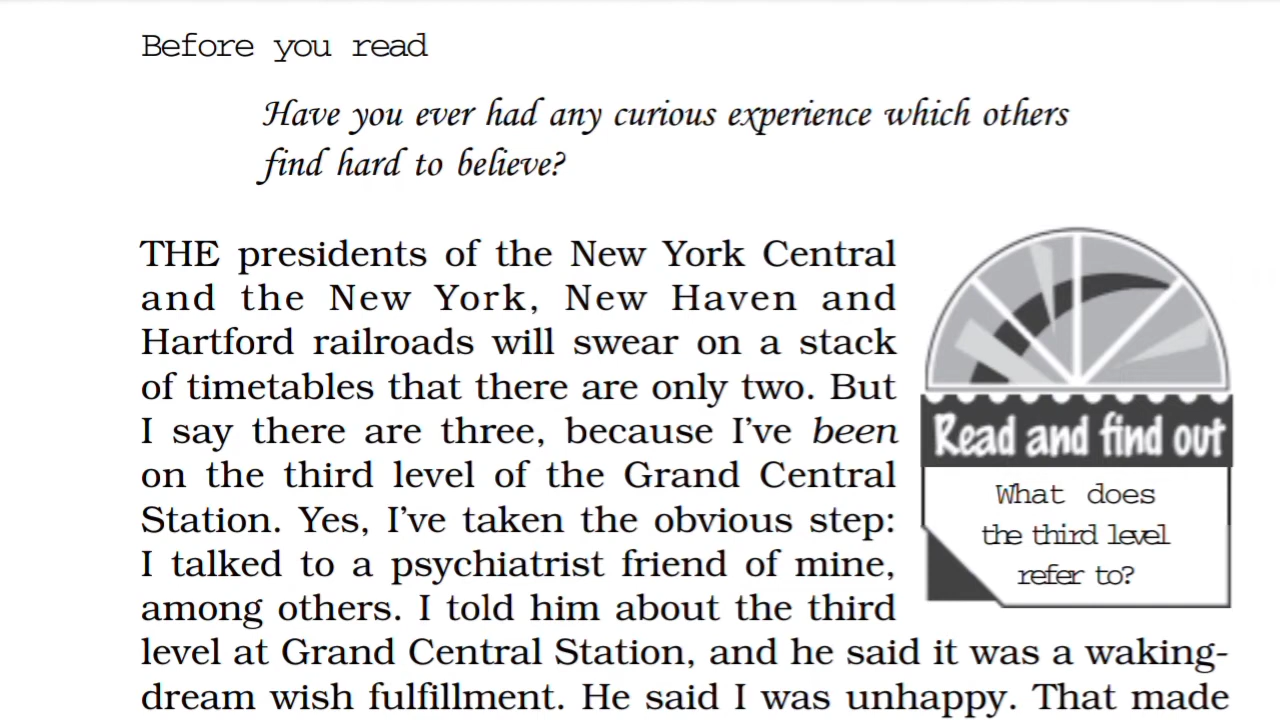 Before you read
Have you ever had any curious experience which others
find hard to believe?
THE presidents of the New York Central
and the New York, New Haven and
Hartford railroads will swear on a stack
of timetables that there are only two. But
I say there are three, because I've been
on the third level of the Grand Central
Station. Yes, I've taken the obvious step:
I talked to a psychiatrist friend of mine,
among others. I told him about the third
level at Grand Central Station, and he said it was a waking-
dream wish fulfillment. He said I was unhappy. That made
Read and find out
What does
the third level
refer to?